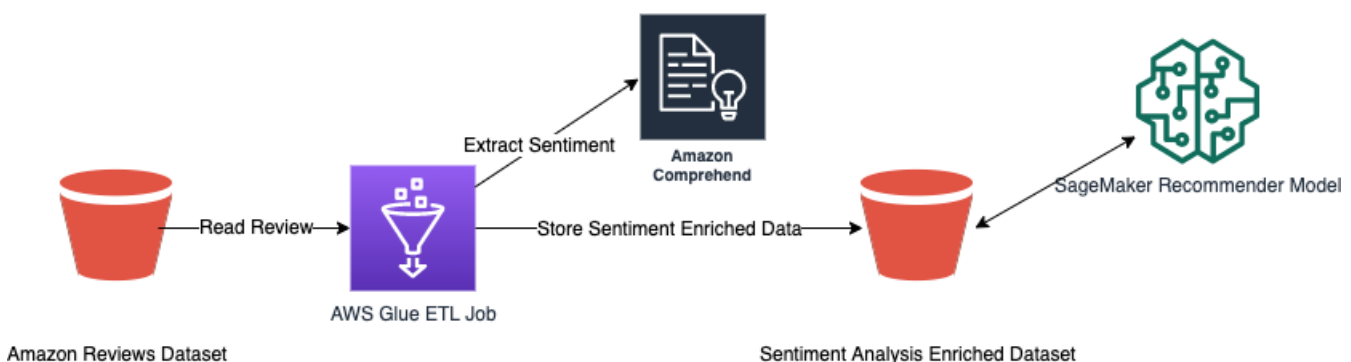 Extract Sentiment
Amazon
Comprehend
SageMaker Recommender Model
Read Review
Store Sentiment Enriched Data
AWS Glue ETL Job
Amazon Reviews Dataset
Sentiment Analysis Enriched Dataset